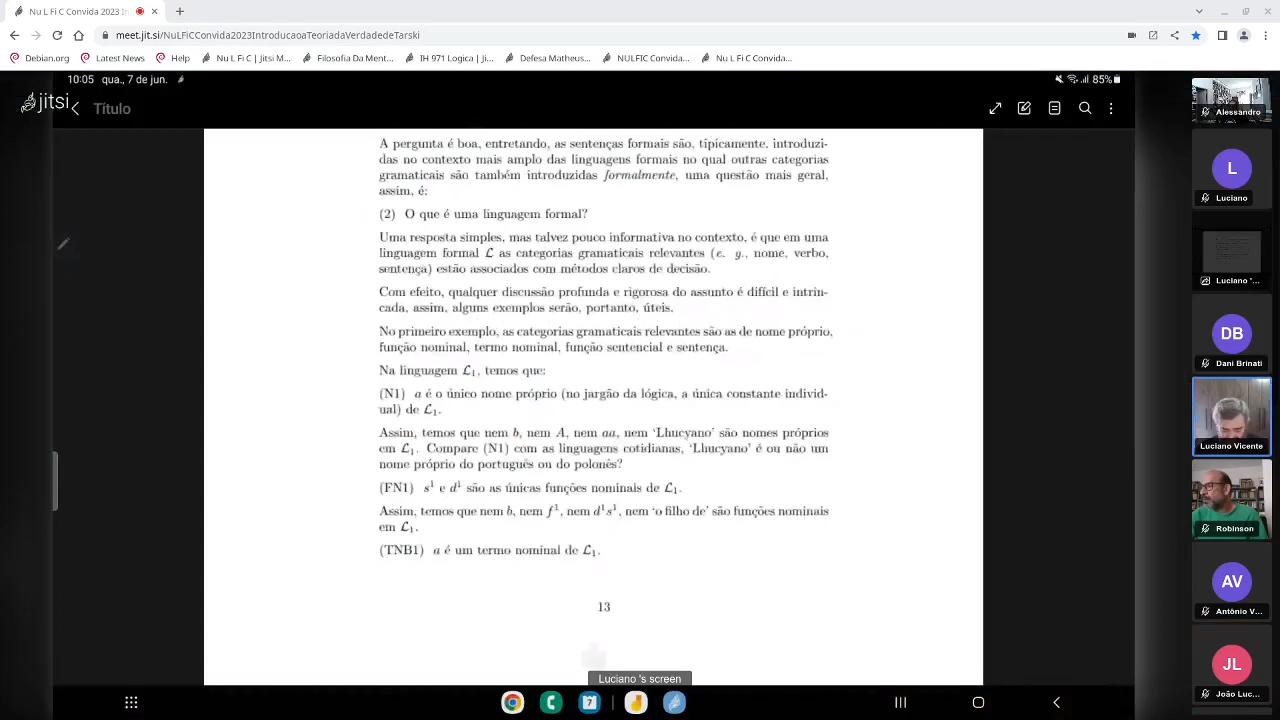 Nu L Fi C Convida 2023 In
meet.jit.si/NuLFiCConvida2023IntroducaoaTeoriadaVerdadedeTarski
Debian.org
Latest News
Help
Nu L Fi C | Jitsi M...
Filosofia Da Ment...
IH 971 Logica | Ji...
Defesa Matheus...
NULFIC Convida...
Nu L Fi C Convida...
10:05 qua., 7 de jun.
85%
jitsi
Título
A pergunta é boa, entretando, as sentenças formais são, tipicamente, introduzi-
das no contexto mais amplo das linguagens formais no qual outras categorias
gramaticais são também introduzidas formalmente, uma questão mais geral,
assim, é:
(2) O que é uma linguagem formal?
Uma resposta simples, mas talvez pouco informativa no contexto, é que em uma
linguagem formal ℒ as categorias gramaticais relevantes (e. g., nome, verbo,
sentença) estão associados com métodos claros de decisão.
Com efeito, qualquer discussão profunda e rigorosa do assunto é difícil e intrin-
cada, assim, alguns exemplos serão, portanto, úteis.
No primeiro exemplo, as categorias gramaticais relevantes são as de nome próprio,
função nominal, termo nominal, função sentencial e sentença.
Na linguagem ℒ₁, temos que:
(N1) a é o único nome próprio (no jargão da lógica, a única constante individ-
ual) de ℒ₁.
Assim, temos que nem b, nem A, nem aa, nem 'Lhucyano' são nomes próprios
em ℒ₁. Compare (N1) com as linguagens cotidianas, 'Lhucyano' é ou não um
nome próprio do português ou do polonês?
(FN1) s¹ e d¹ são as únicas funções nominais de ℒ₁.
Assim, temos que nem b, nem f¹, nem d¹s¹, nem 'o filho de' são funções nominais
em ℒ₁.
(TNB1) a é um termo nominal de ℒ₁.
13
Luciano 's screen
7
Alessandro
L
Luciano
Luciano '...
DB
Dani Brinati
Luciano Vicente
Robinson
AV
Antônio V...
JL
João Luc...